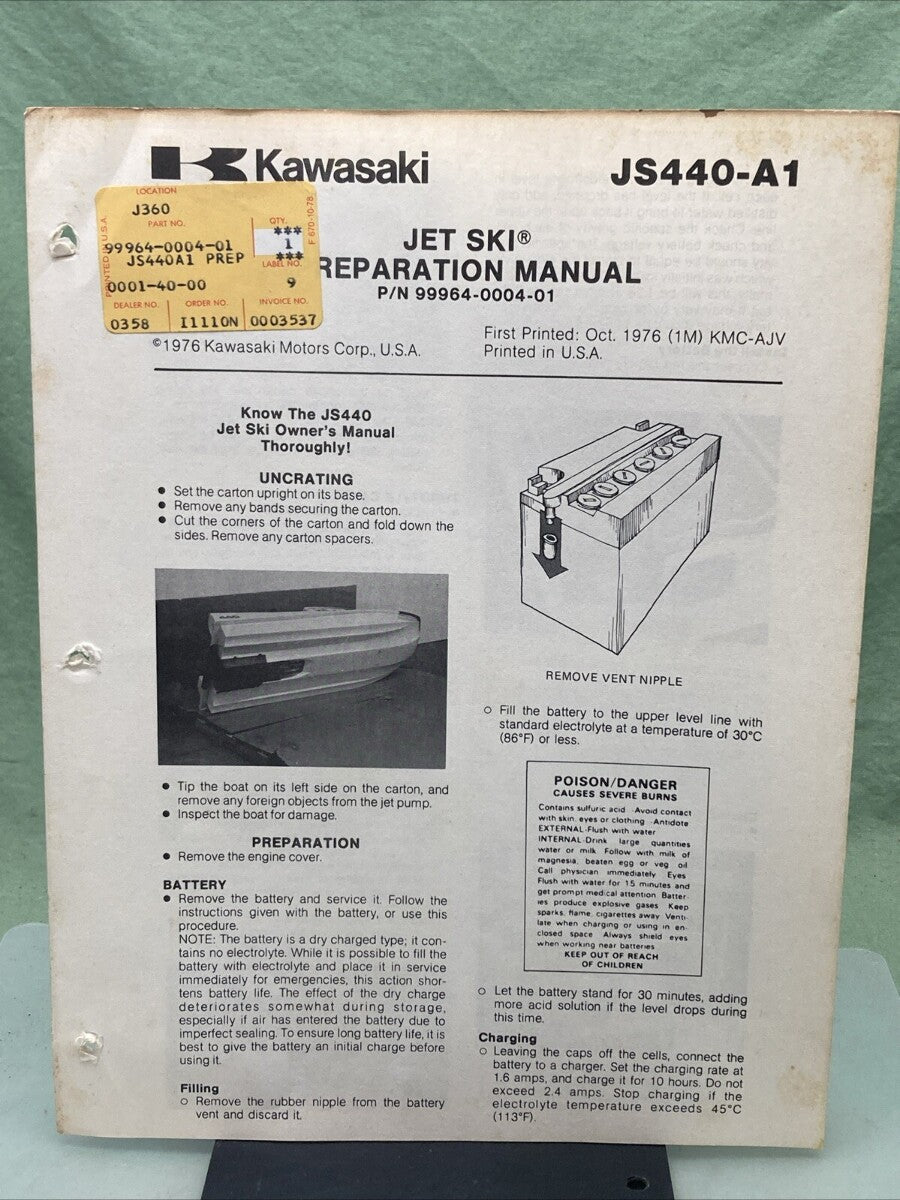 Kawasaki
JS440-A1
LOCATION
J360
PART NO.
99964-0004-01
JS440A1 PREP
0001-40-00
QTY.
***
1
***
LABEL NO.
9
DEALER NO.
ORDER NO.
INVOICE NO.
0358
I1110N
0003537
PRINTED IN U.S.A.
F 670-10-78
JET SKI®
REPARATION MANUAL
P/N 99964-0004-01
©1976 Kawasaki Motors Corp., U.S.A.
First Printed: Oct. 1976 (1M) KMC-AJV
Printed in U.S.A.
Know The JS440
Jet Ski Owner's Manual
Thoroughly!
UNCRATING
● Set the carton upright on its base.
● Remove any bands securing the carton.
● Cut the corners of the carton and fold down the
sides. Remove any carton spacers.
● Tip the boat on its left side on the carton, and
remove any foreign objects from the jet pump.
● Inspect the boat for damage.
PREPARATION
● Remove the engine cover.
BATTERY
● Remove the battery and service it. Follow the
instructions given with the battery, or use this
procedure.
NOTE: The battery is a dry charged type; it con-
tains no electrolyte. While it is possible to fill the
battery with electrolyte and place it in service
immediately for emergencies, this action shor-
tens battery life. The effect of the dry charge
deteriorates somewhat during storage,
especially if air has entered the battery due to
imperfect sealing. To ensure long battery life, it is
best to give the battery an initial charge before
using it.
Filling
○ Remove the rubber nipple from the battery
vent and discard it.
REMOVE VENT NIPPLE
○ Fill the battery to the upper level line with
standard electrolyte at a temperature of 30°C
(86°F) or less.
POISON/DANGER
CAUSES SEVERE BURNS
Contains sulfuric acid Avoid contact
with skin, eyes or clothing Antidote
EXTERNAL-Flush with water
INTERNAL-Drink large quantities
water or milk. Follow with milk of
magnesia, beaten egg or veg oil
Call physician immediately Eyes
Flush with water for 15 minutes and
get prompt medical attention. Batter-
ies produce explosive gases Keep
sparks, flame, cigarettes away Venti-
late when charging or using in en-
closed space Always shield eyes
when working near batteries
KEEP OUT OF REACH
OF CHILDREN
○ Let the battery stand for 30 minutes, adding
more acid solution if the level drops during
this time.
Charging
○ Leaving the caps off the cells, connect the
battery to a charger. Set the charging rate at
1.6 amps, and charge it for 10 hours. Do not
exceed 2.4 amps. Stop charging if the
electrolyte temperature exceeds 45°C
(113°F).